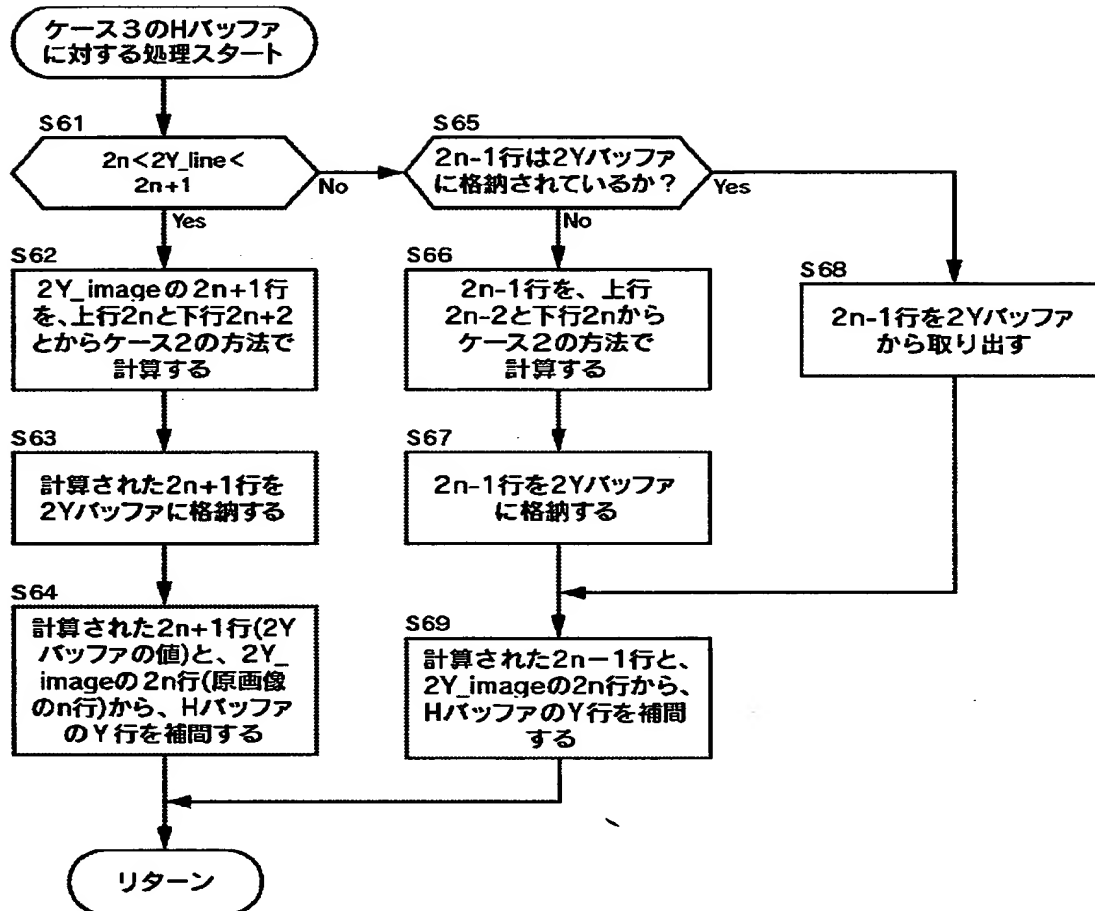 ケース3のHバッファ
に対する処理スタート
S61
2n<2Y_line<
2n+1
No
Yes
S65
2n-1行は2Yバッファ
に格納されているか？
Yes
No
S62
2Y_imageの2n+1行
を、上行2nと下行2n+2
とからケース2の方法で
計算する
S66
2n-1行を、上行
2n-2と下行2nから
ケース2の方法で
計算する
S68
2n-1行を2Yバッファ
から取り出す
S63
計算された2n+1行を
2Yバッファに格納する
S67
2n-1行を2Yバッファ
に格納する
S64
計算された2n+1行(2Y
バッファの値)と、2Y_
imageの2n行(原画像
のn行)から、Hバッファ
のY行を補間する
S69
計算された2n-1行と、
2Y_imageの2n行から、
HバッファのY行を補間
する
リターン